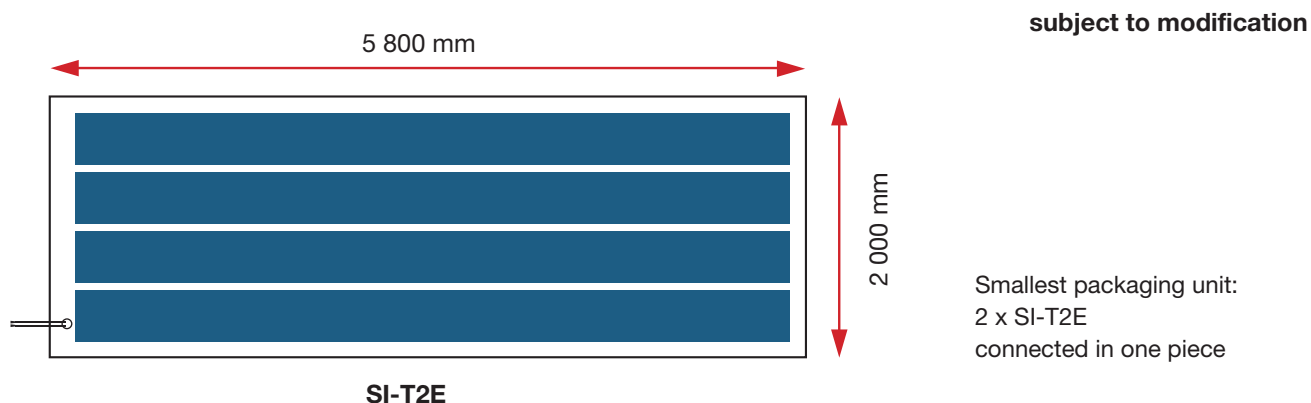 subject to modification
5 800 mm
2 000 mm
Smallest packaging unit:
2 x SI-T2E
connected in one piece
SI-T2E